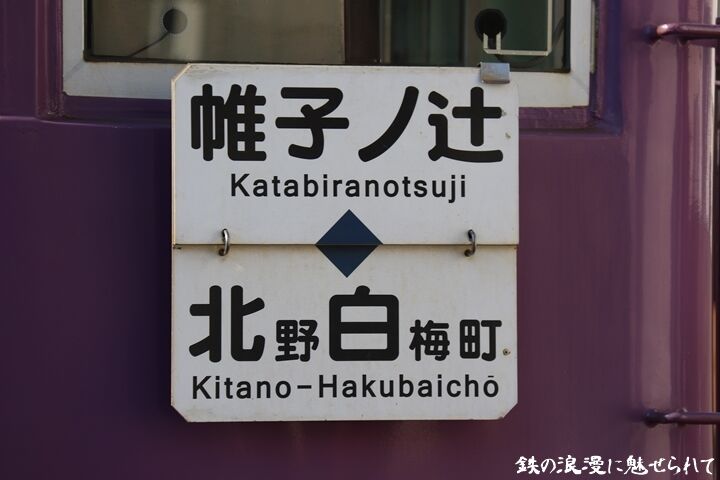 帷子ノ辻
Katabiranotsuji
北野白梅町
Kitano-Hakubaichō
鉄の浪漫に魅せられて